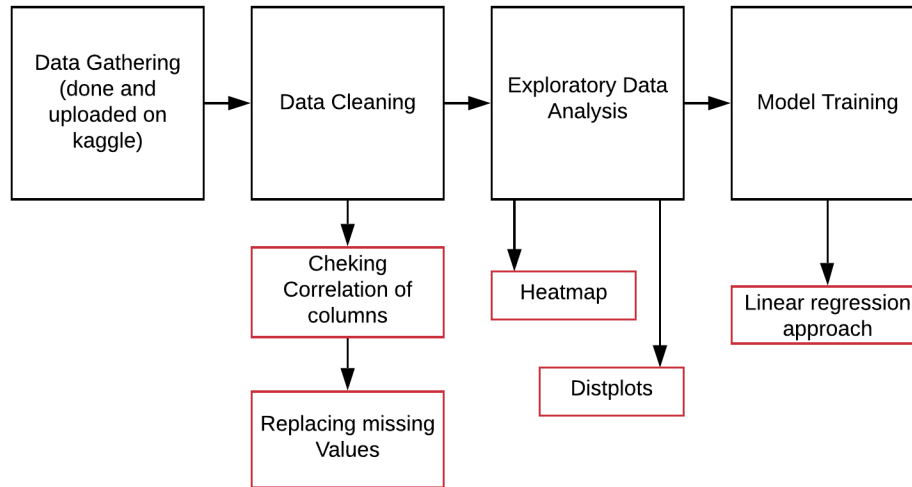 Data Gathering
(done and
uploaded on
kaggle)
Data Cleaning
Exploratory Data
Analysis
Model Training
Cheking
Correlation of
columns
Replacing missing
Values
Heatmap
Distplots
Linear regression
approach